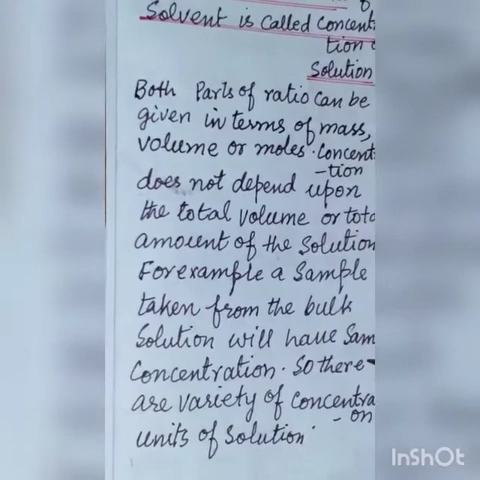 Solvent is called Concent
tion
Solution
Both Parts of ratio can be
given in terms of mass,
volume or moles. Concent
-tion
does not depend upon
the total volume or tota
amount of the Solution
For example a Sample
taken from the bulk
Solution will have Sam
Concentration. So there
are variety of Concentra
- on
units of Solution.
InShOt